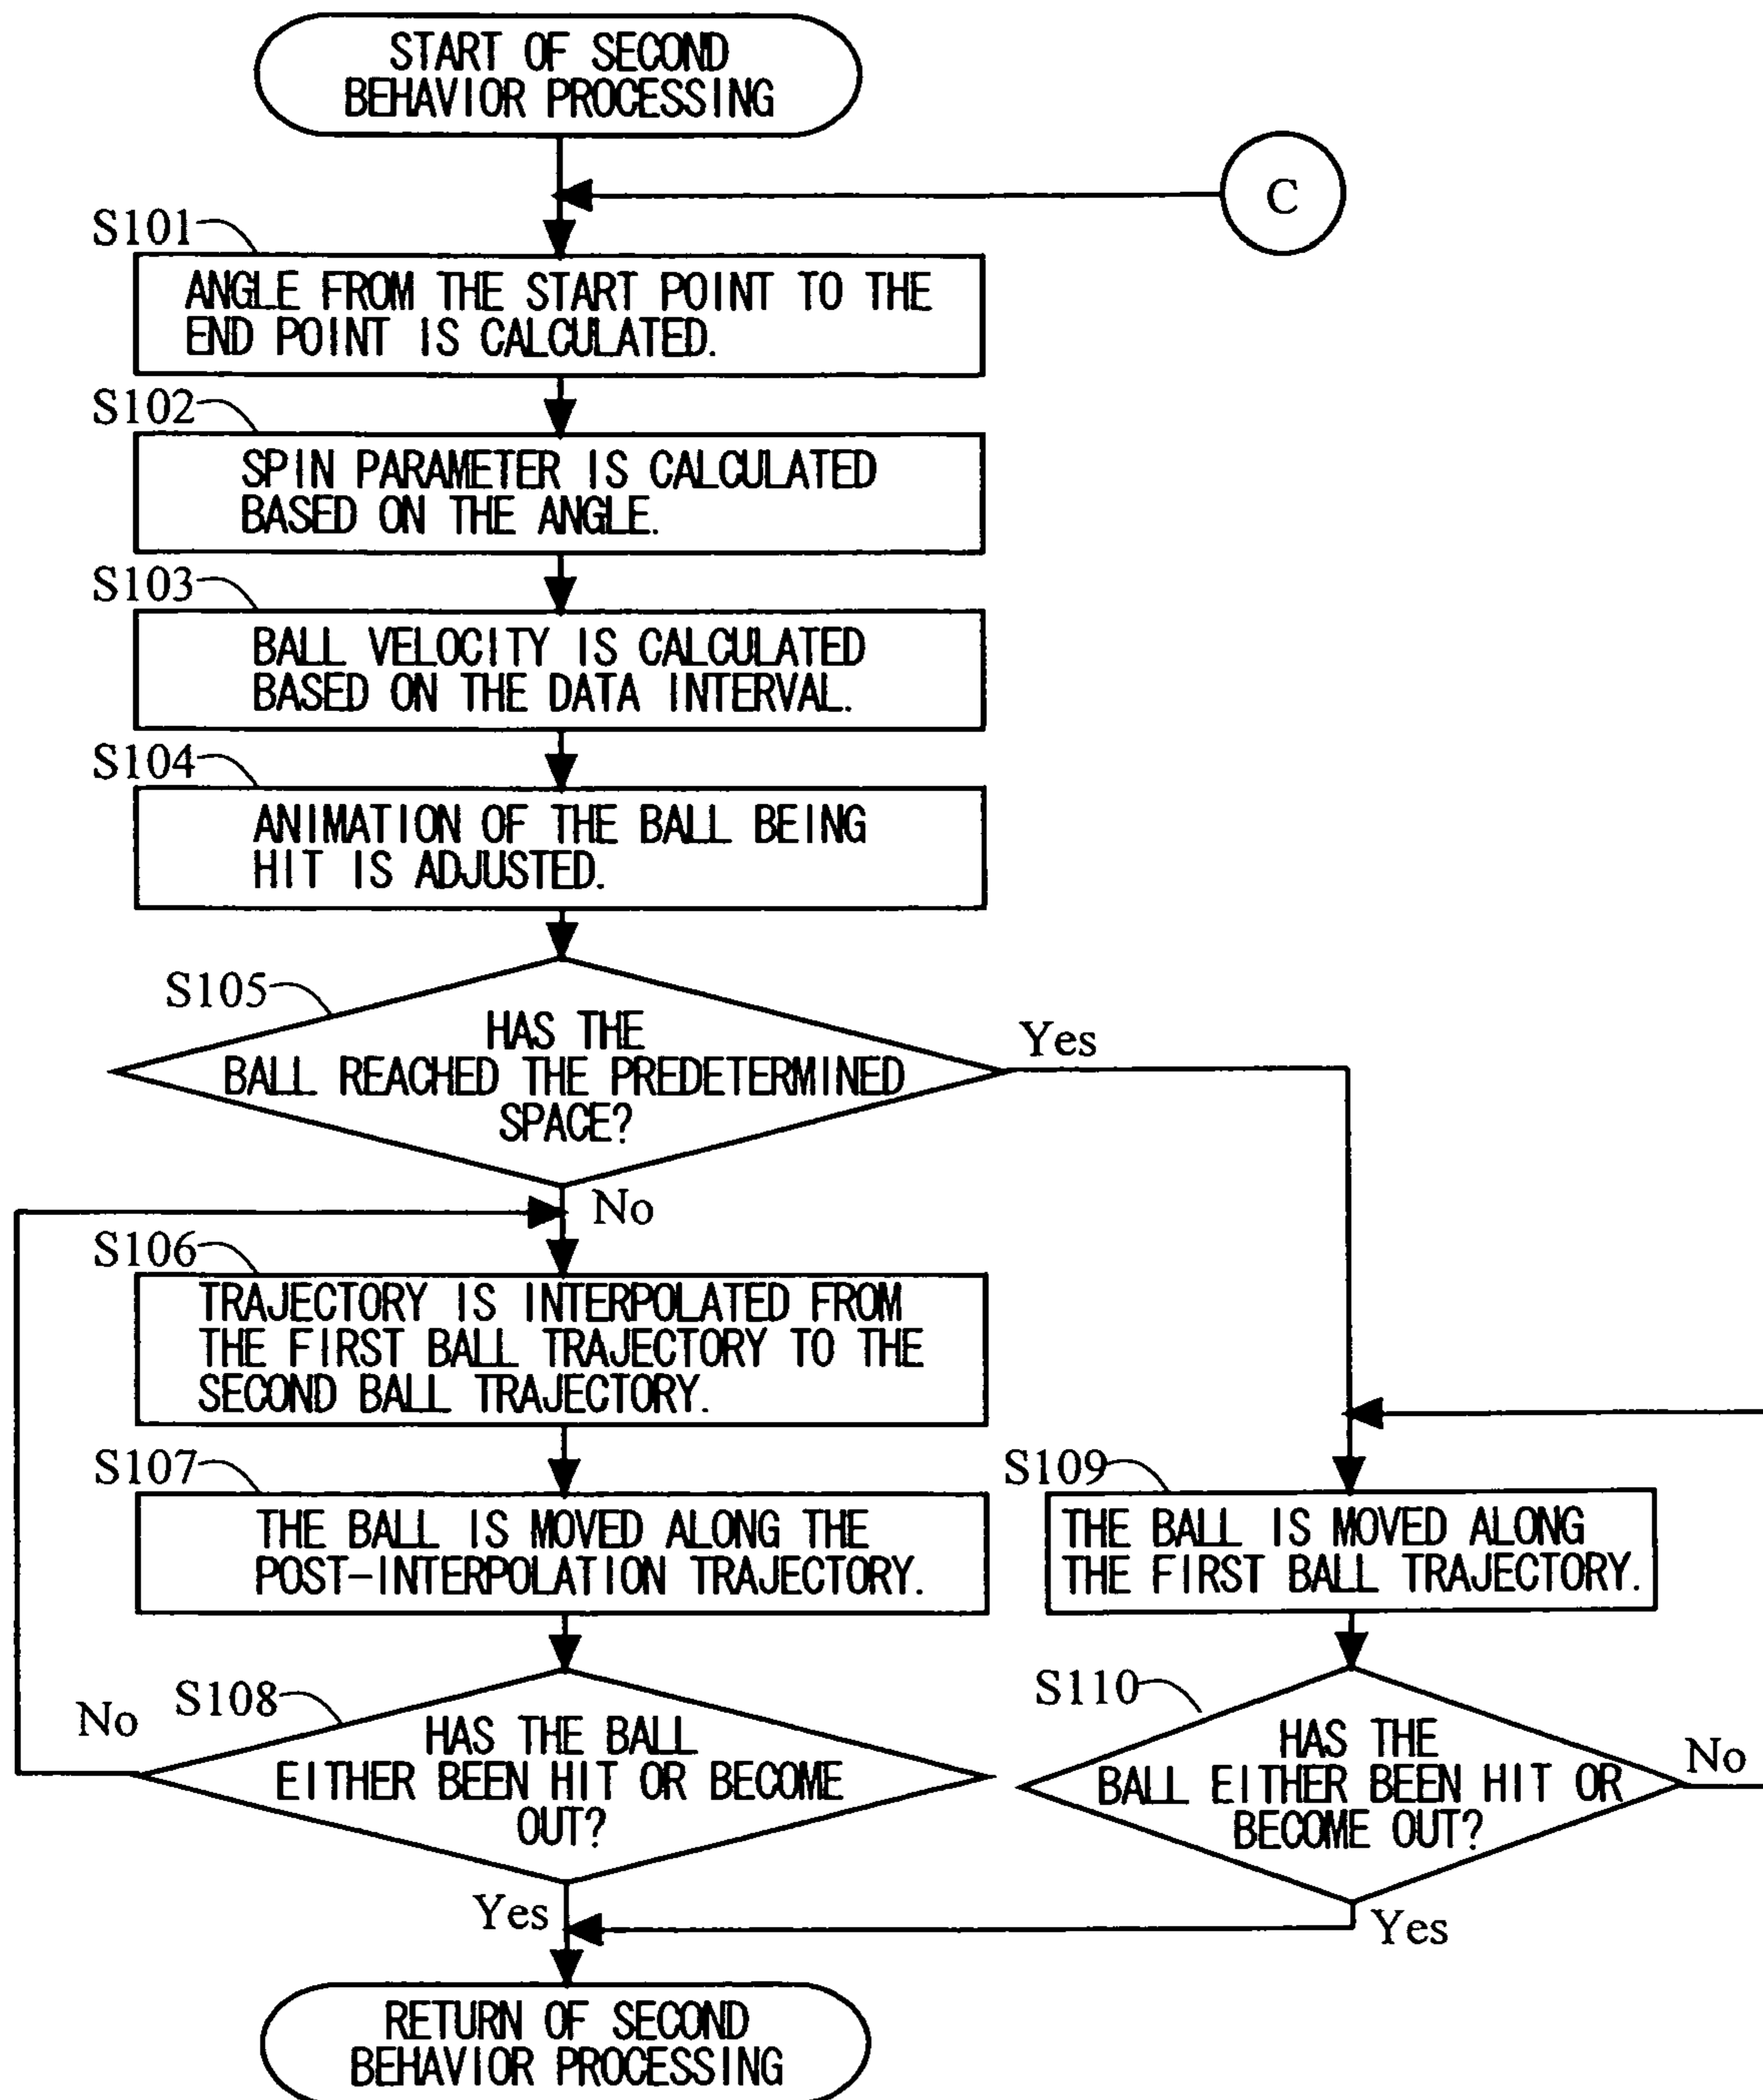 START OF SECOND
BEHAVIOR PROCESSING
C
S101
ANGLE FROM THE START POINT TO THE
END POINT IS CALCULATED.
S102
SPIN PARAMETER IS CALCULATED
BASED ON THE ANGLE.
S103
BALL VELOCITY IS CALCULATED
BASED ON THE DATA INTERVAL.
S104
ANIMATION OF THE BALL BEING
HIT IS ADJUSTED.
S105
HAS THE
BALL REACHED THE PREDETERMINED
SPACE?
Yes
No
S106
TRAJECTORY IS INTERPOLATED FROM
THE FIRST BALL TRAJECTORY TO THE
SECOND BALL TRAJECTORY.
S107
THE BALL IS MOVED ALONG THE
POST-INTERPOLATION TRAJECTORY.
S108
No
HAS THE BALL
EITHER BEEN HIT OR BECOME
OUT?
Yes
S109
THE BALL IS MOVED ALONG
THE FIRST BALL TRAJECTORY.
S110
HAS THE
BALL EITHER BEEN HIT OR
BECOME OUT?
No
Yes
RETURN OF SECOND
BEHAVIOR PROCESSING